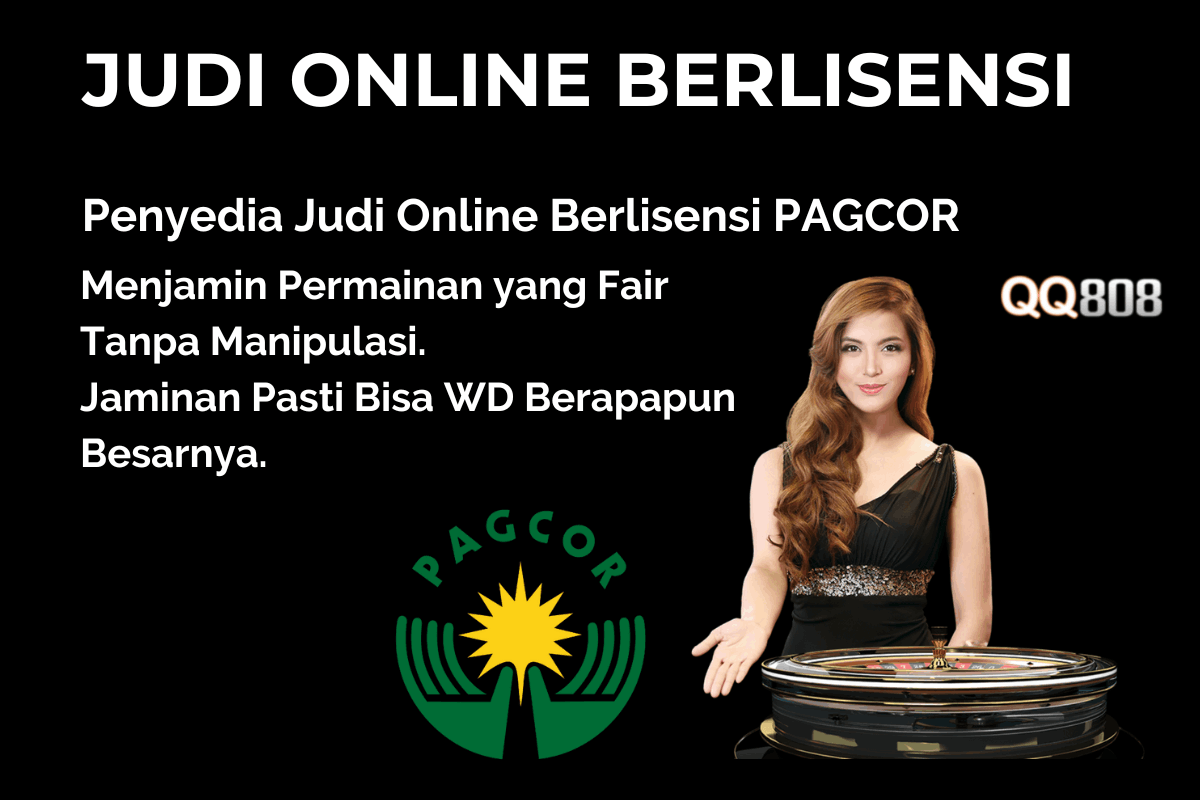 JUDI ONLINE BERLISENSI
Penyedia Judi Online Berlisensi PAGCOR
Menjamin Permainan yang Fair
Tanpa Manipulasi.
Jaminan Pasti Bisa WD Berapapun
Besarnya.
QQ808
PAGCOR